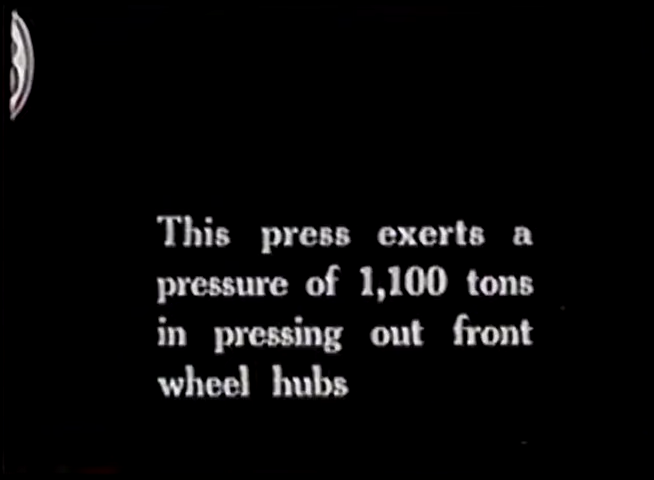 This press exerts a
pressure of 1,100 tons
in pressing out front
wheel hubs